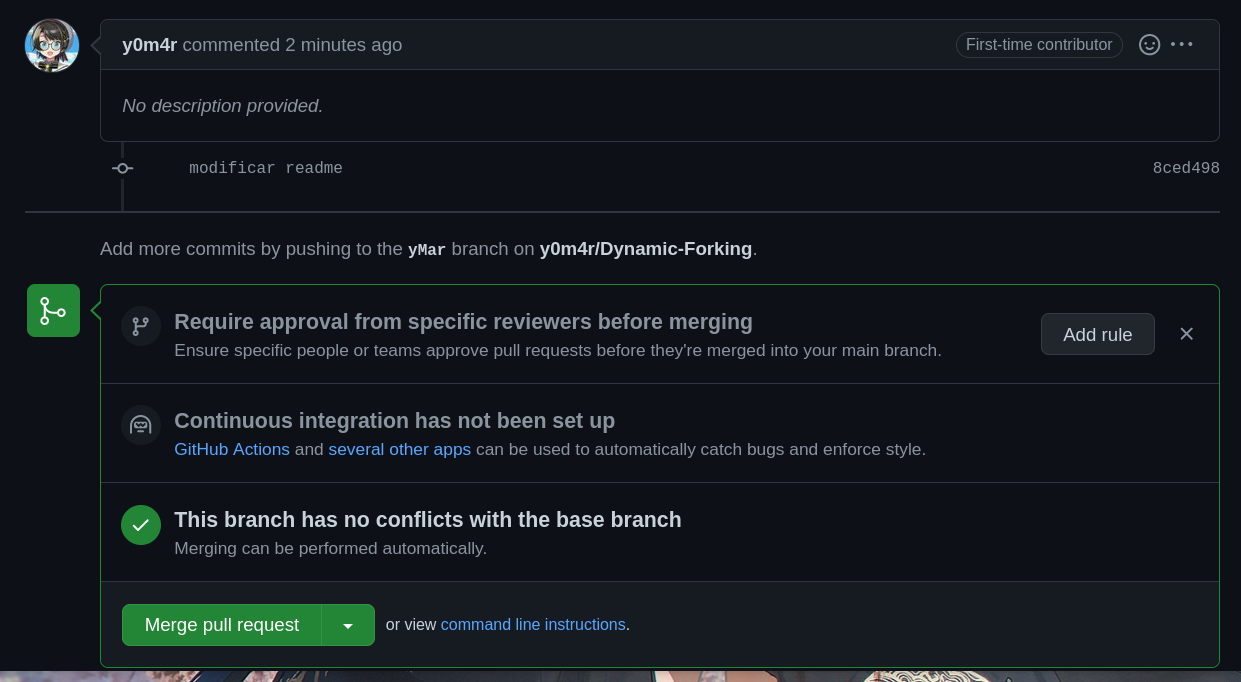 y0m4r commented 2 minutes ago First-time contributor
No description provided.
modificar readme 8ced498
Add more commits by pushing to the yMar branch on y0m4r/Dynamic-Forking.
Require approval from specific reviewers before merging
Ensure specific people or teams approve pull requests before they're merged into your main branch.
Add rule
Continuous integration has not been set up
GitHub Actions and several other apps can be used to automatically catch bugs and enforce style.
This branch has no conflicts with the base branch
Merging can be performed automatically.
Merge pull request or view command line instructions.